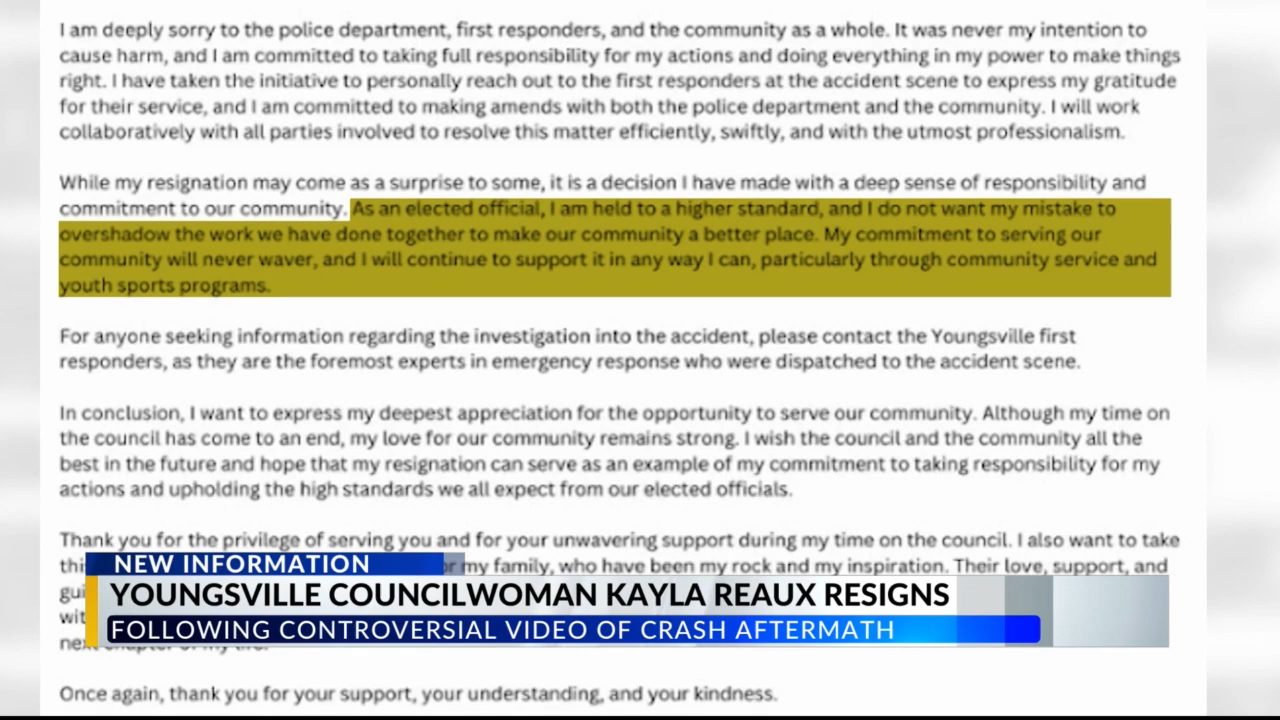 I am deeply sorry to the police department, first responders, and the community as a whole. It was never my intention to
cause harm, and I am committed to taking full responsibility for my actions and doing everything in my power to make things
right. I have taken the initiative to personally reach out to the first responders at the accident scene to express my gratitude
for their service, and I am committed to making amends with both the police department and the community. I will work
collaboratively with all parties involved to resolve this matter efficiently, swiftly, and with the utmost professionalism.
While my resignation may come as a surprise to some, it is a decision I have made with a deep sense of responsibility and
commitment to our community. As an elected official, I am held to a higher standard, and I do not want my mistake to
overshadow the work we have done together to make our community a better place. My commitment to serving our
community will never waver, and I will continue to support it in any way I can, particularly through community service and
youth sports programs.
For anyone seeking information regarding the investigation into the accident, please contact the Youngsville first
responders, as they are the foremost experts in emergency response who were dispatched to the accident scene.
In conclusion, I want to express my deepest appreciation for the opportunity to serve our community. Although my time on
the council has come to an end, my love for our community remains strong. I wish the council and the community all the
best in the future and hope that my resignation can serve as an example of my commitment to taking responsibility for my
actions and upholding the high standards we all expect from our elected officials.
Thank you for the privilege of serving you and for your unwavering support during my time on the council. I also want to take
my family, who have been my rock and my inspiration. Their love, support, and
NEW INFORMATION
YOUNGSVILLE COUNCILWOMAN KAYLA REAUX RESIGNS
FOLLOWING CONTROVERSIAL VIDEO OF CRASH AFTERMATH
Once again, thank you for your support, your understanding, and your kindness.